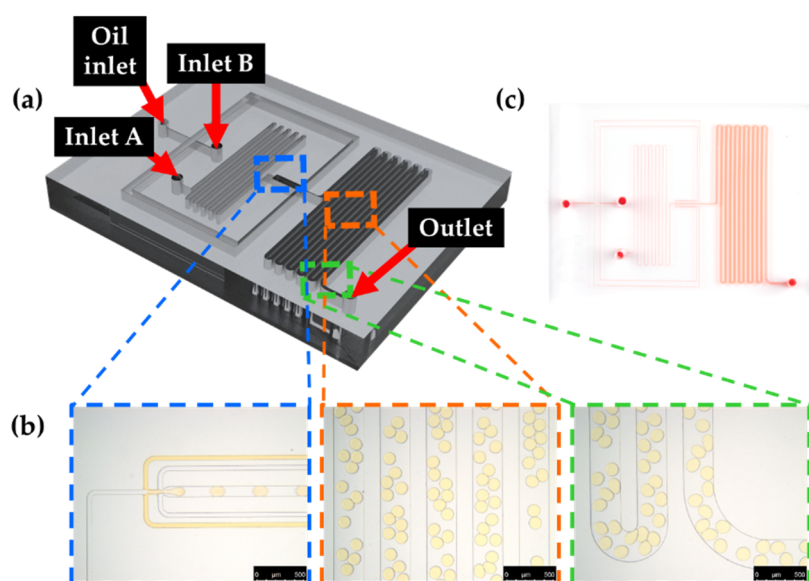 Oil
inlet
Inlet B
(a)
(c)
Inlet A
Outlet
(b)
0 µm 500
0 µm 500
0 µm 500